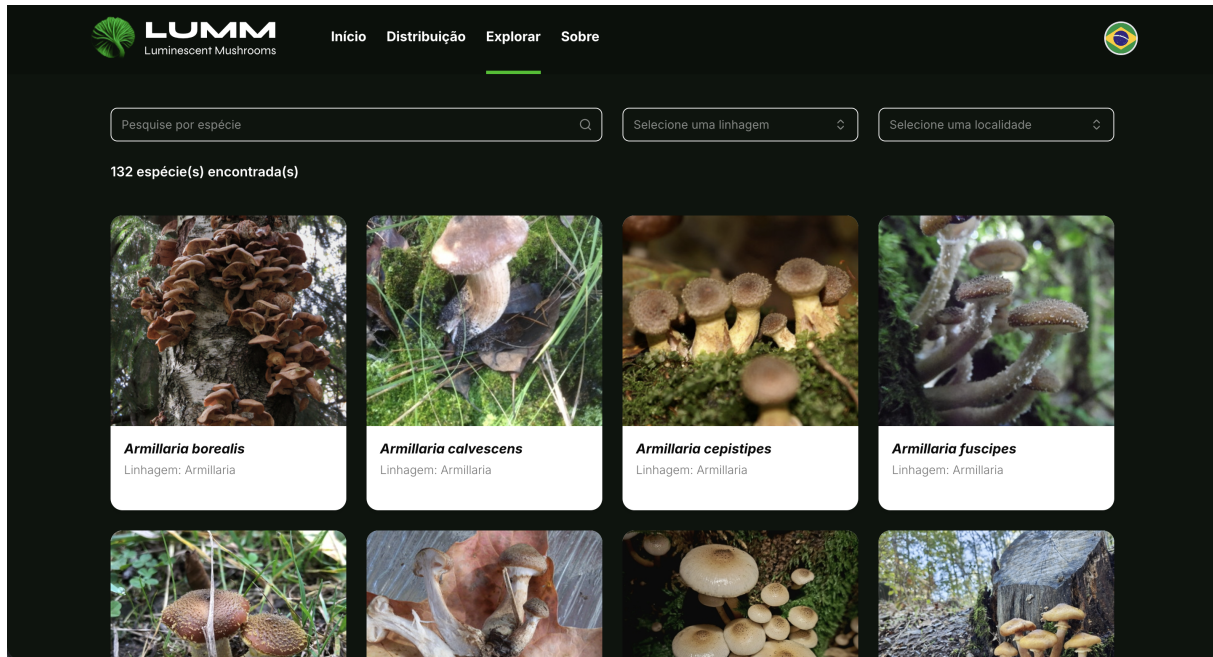 LUMM
Luminescent Mushrooms
Início Distribuição Explorar Sobre
Pesquise por espécie
Selecione uma linhagem
Selecione uma localidade
132 espécie(s) encontrada(s)
Armillaria borealis
Linhagem: Armillaria
Armillaria calvescens
Linhagem: Armillaria
Armillaria cepistipes
Linhagem: Armillaria
Armillaria fuscipes
Linhagem: Armillaria